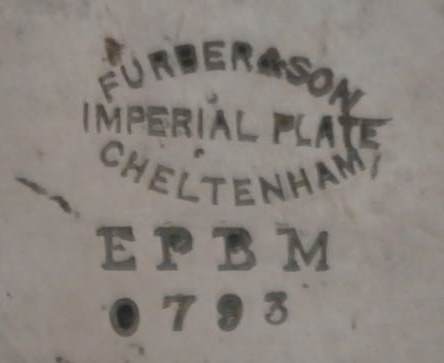 FURBER & SON
IMPERIAL PLATE
CHELTENHAM
EPBM
0793